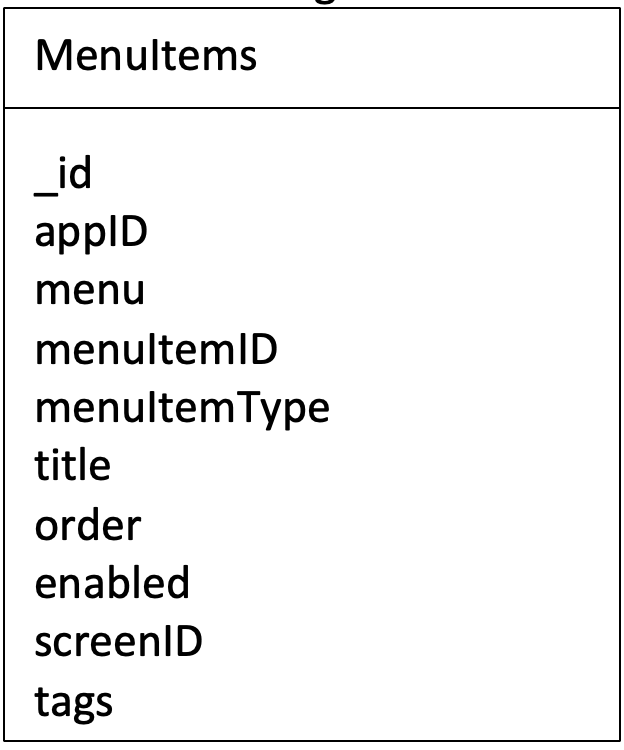 MenuItems
_id
appID
menu
menuItemID
menuItemType
title
order
enabled
screenID
tags